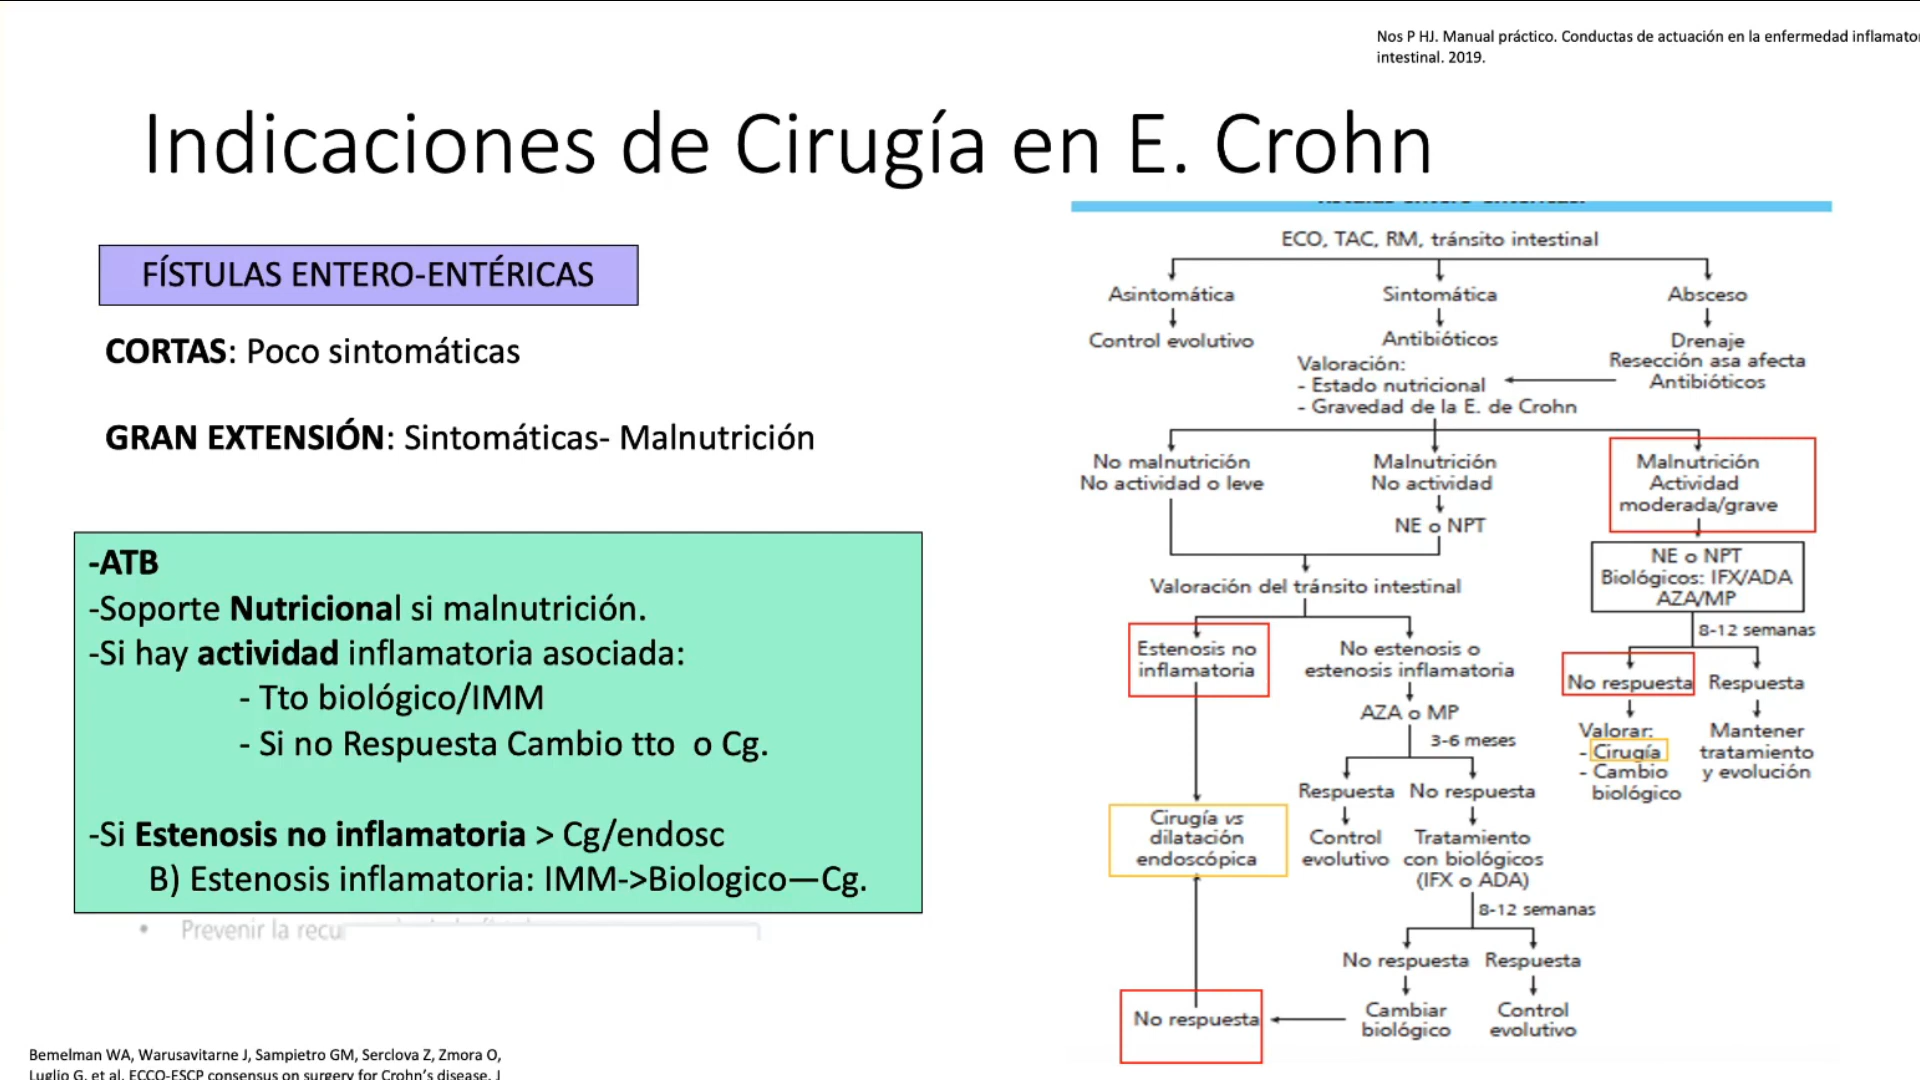 Nos P HJ. Manual práctico. Conductas de actuación en la enfermedad
intestinal. 2019.
Indicaciones de Cirugía en E. Crohn
FÍSTULAS ENTERO-ENTÉRICAS
CORTAS: Poco sintomáticas
GRAN EXTENSIÓN: Sintomáticas- Malnutrición
-ATB
-Soporte Nutricional si malnutrición.
-Si hay actividad inflamatoria asociada:
- Tto biológico/IMM
- Si no Respuesta Cambio tto o Cg.
-Si Estenosis no inflamatoria > Cg/endosc
B) Estenosis inflamatoria: IMM->Biologico—Cg.
• Prevenir la
Bemelman WA, Warusavitarne J, Sampietro GM, Serclova Z, Zmora O,
Luglio G, et al. ECCO-ESCP consensus on surgery for Crohn's disease. J
ECO, TAC, RM, tránsito intestinal
Asintomática
Sintomática
Absceso
Control evolutivo
Antibióticos
Drenaje
Resección asa afecta
Antibióticos
Valoración:
- Estado nutricional
- Gravedad de la E. de Crohn
No malnutrición
No actividad o leve
Malnutrición
No actividad
Malnutrición
Actividad
moderada/grave
NE o NPT
NE o NPT
Biológicos: IFX/ADA
AZA/MP
Valoración del tránsito intestinal
8-12 semanas
Estenosis no
inflamatoria
No estenosis o
estenosis inflamatoria
No respuesta
Respuesta
AZA o MP
3-6 meses
Valorar:
- Cirugía
- Cambio
biológico
Mantener
tratamiento
y evolución
Respuesta
No respuesta
Cirugía vs
dilatación
endoscópica
Control
evolutivo
Tratamiento
con biológicos
(IFX o ADA)
8-12 semanas
No respuesta
Respuesta
No respuesta
Cambiar
biológico
Control
evolutivo